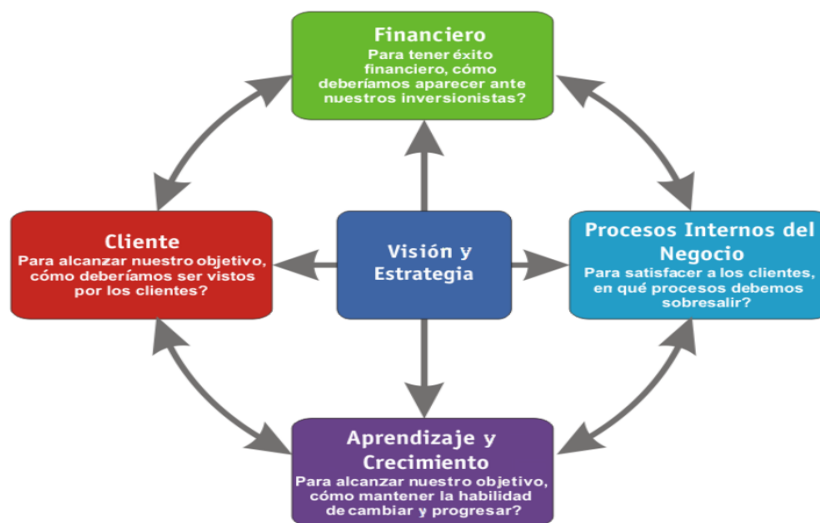 Financiero
Para tener éxito
financiero, cómo
deberíamos aparecer ante
nuestros inversionistas?
Cliente
Para alcanzar nuestro objetivo,
cómo deberíamos ser vistos
por los clientes?
Visión y
Estrategia
Procesos Internos del
Negocio
Para satisfacer a los clientes,
en qué procesos debemos
sobresalir?
Aprendizaje y
Crecimiento
Para alcanzar nuestro objetivo,
cómo mantener la habilidad
de cambiar y progresar?